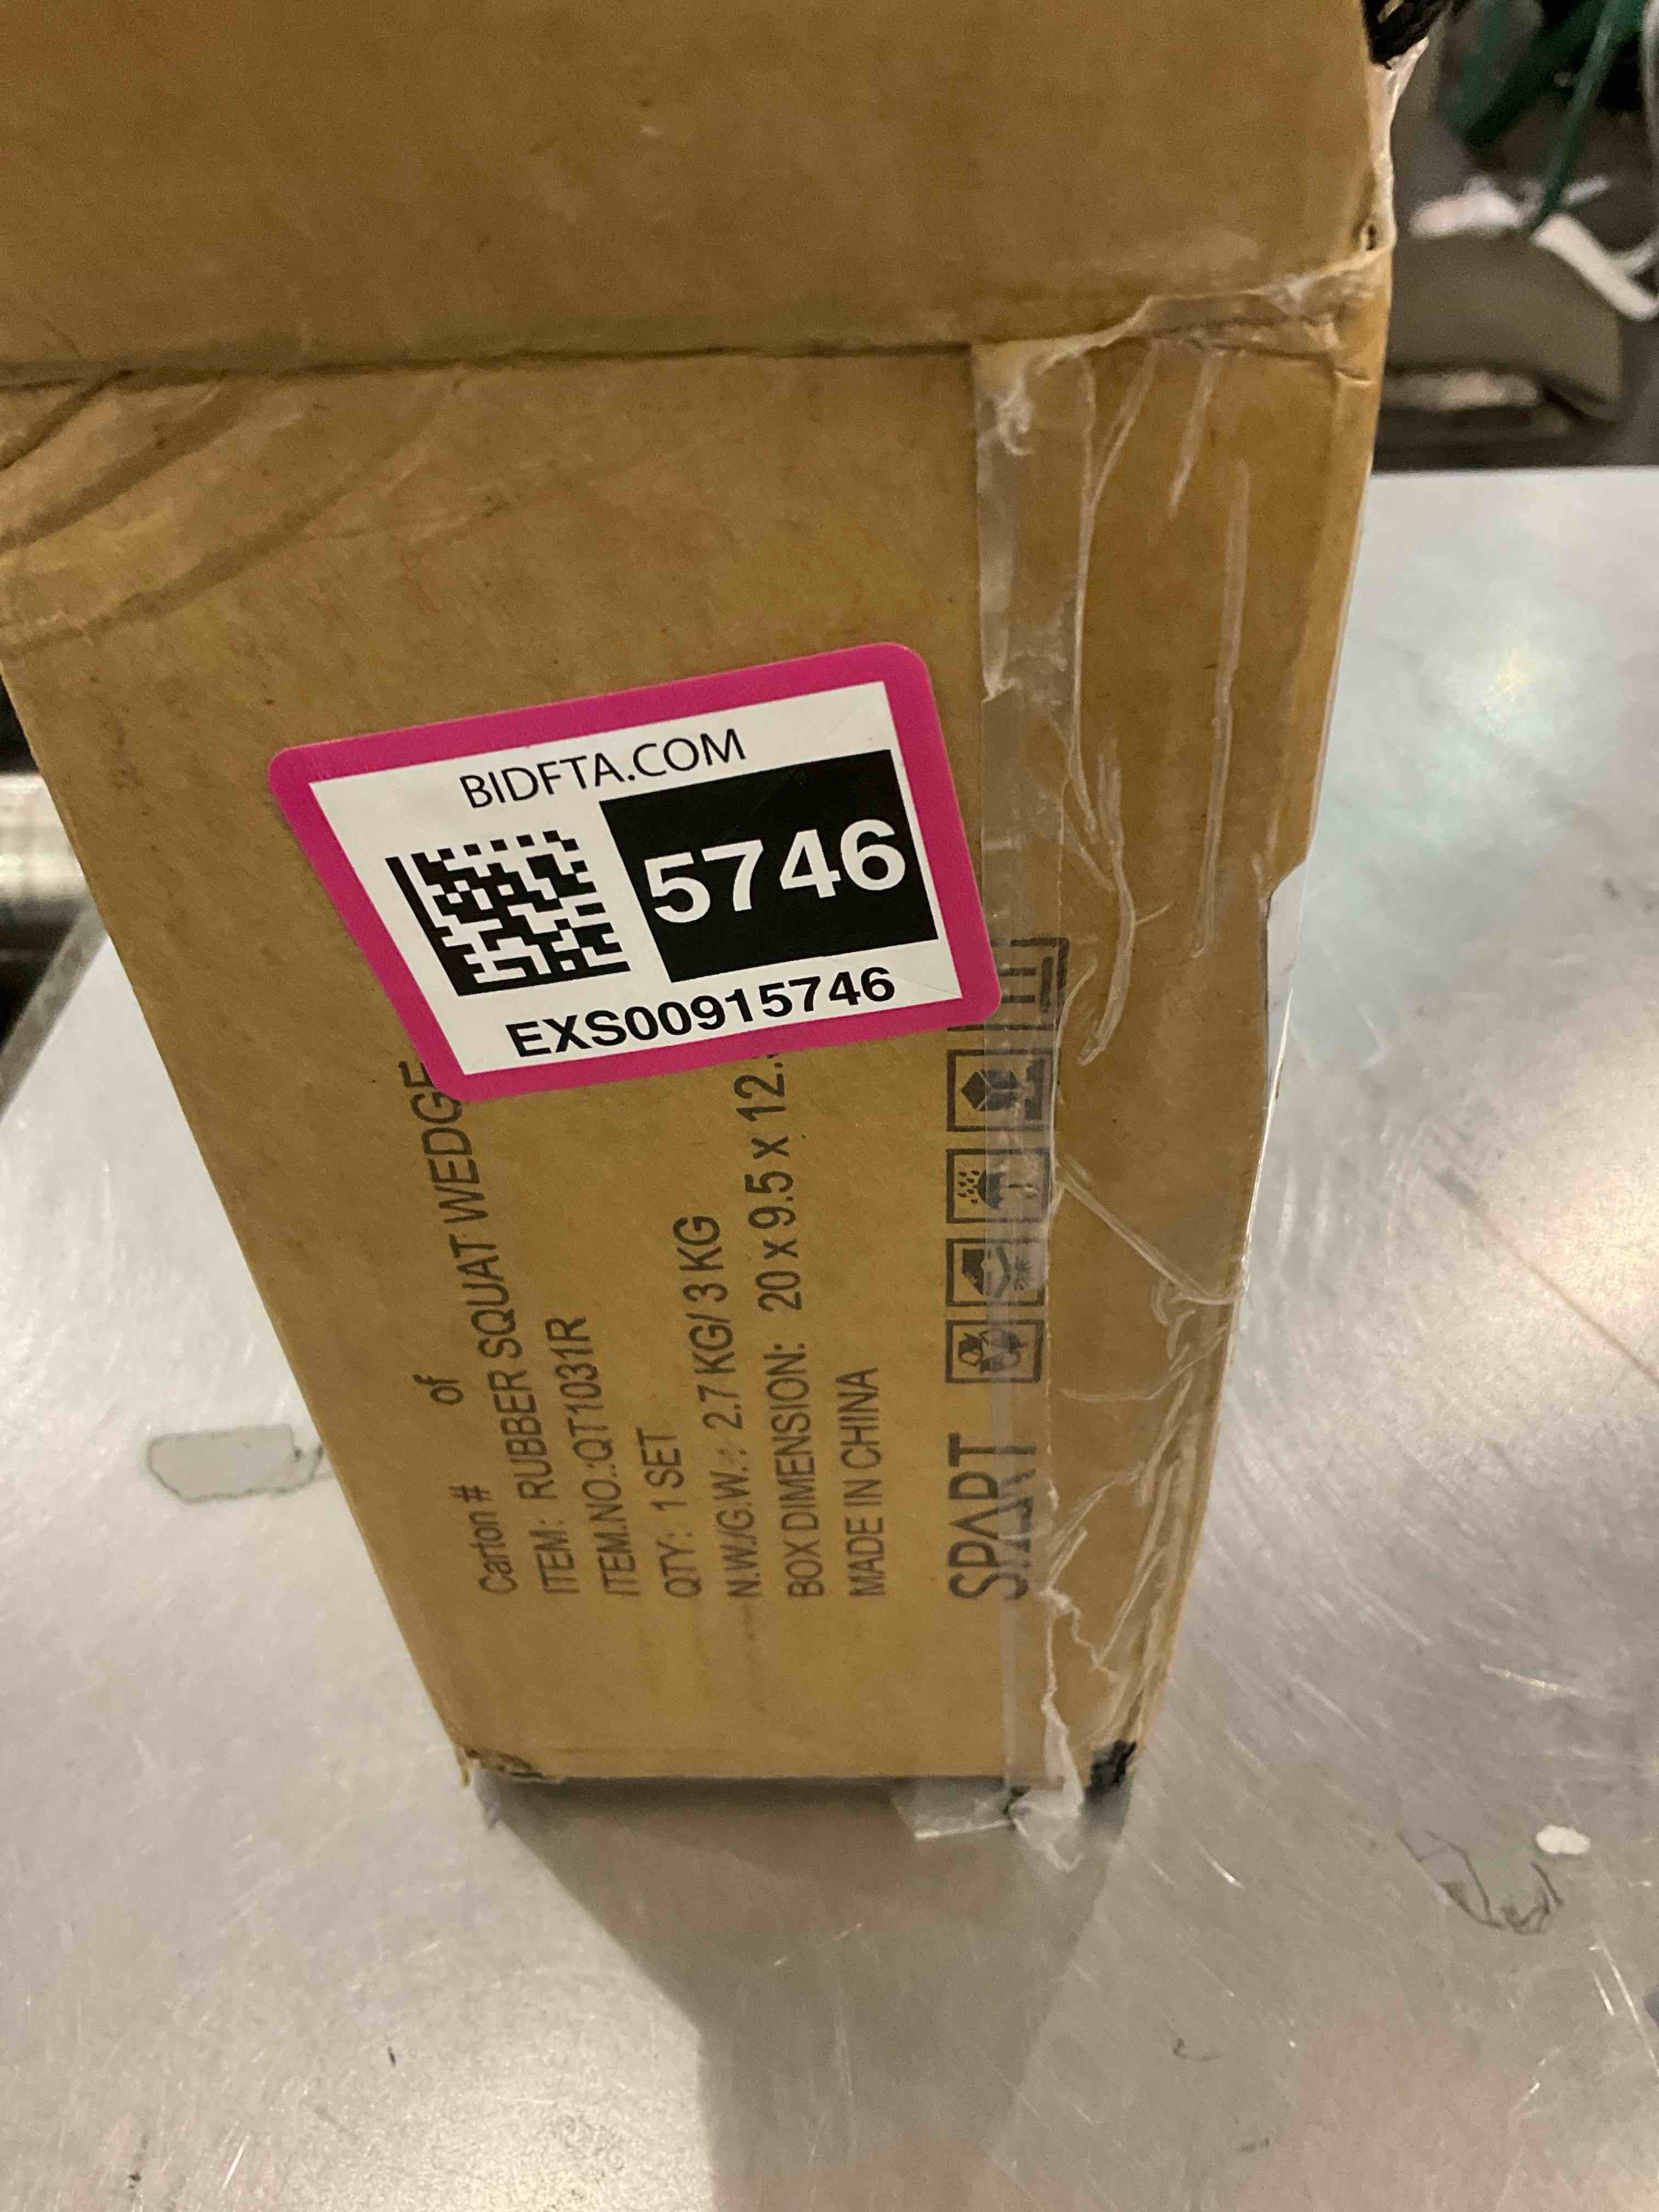 BIDFTA.COM
5746
EXS00915746
Carton # of
ITEM: RUBBER SQUAT WEDGE
ITEM.NO.:QT1031R
QTY: 1 SET
N.W./G.W.: 2.7 KG/ 3 KG
BOX DIMENSION: 20 x 9.5 x 12.
MADE IN CHINA
SPART